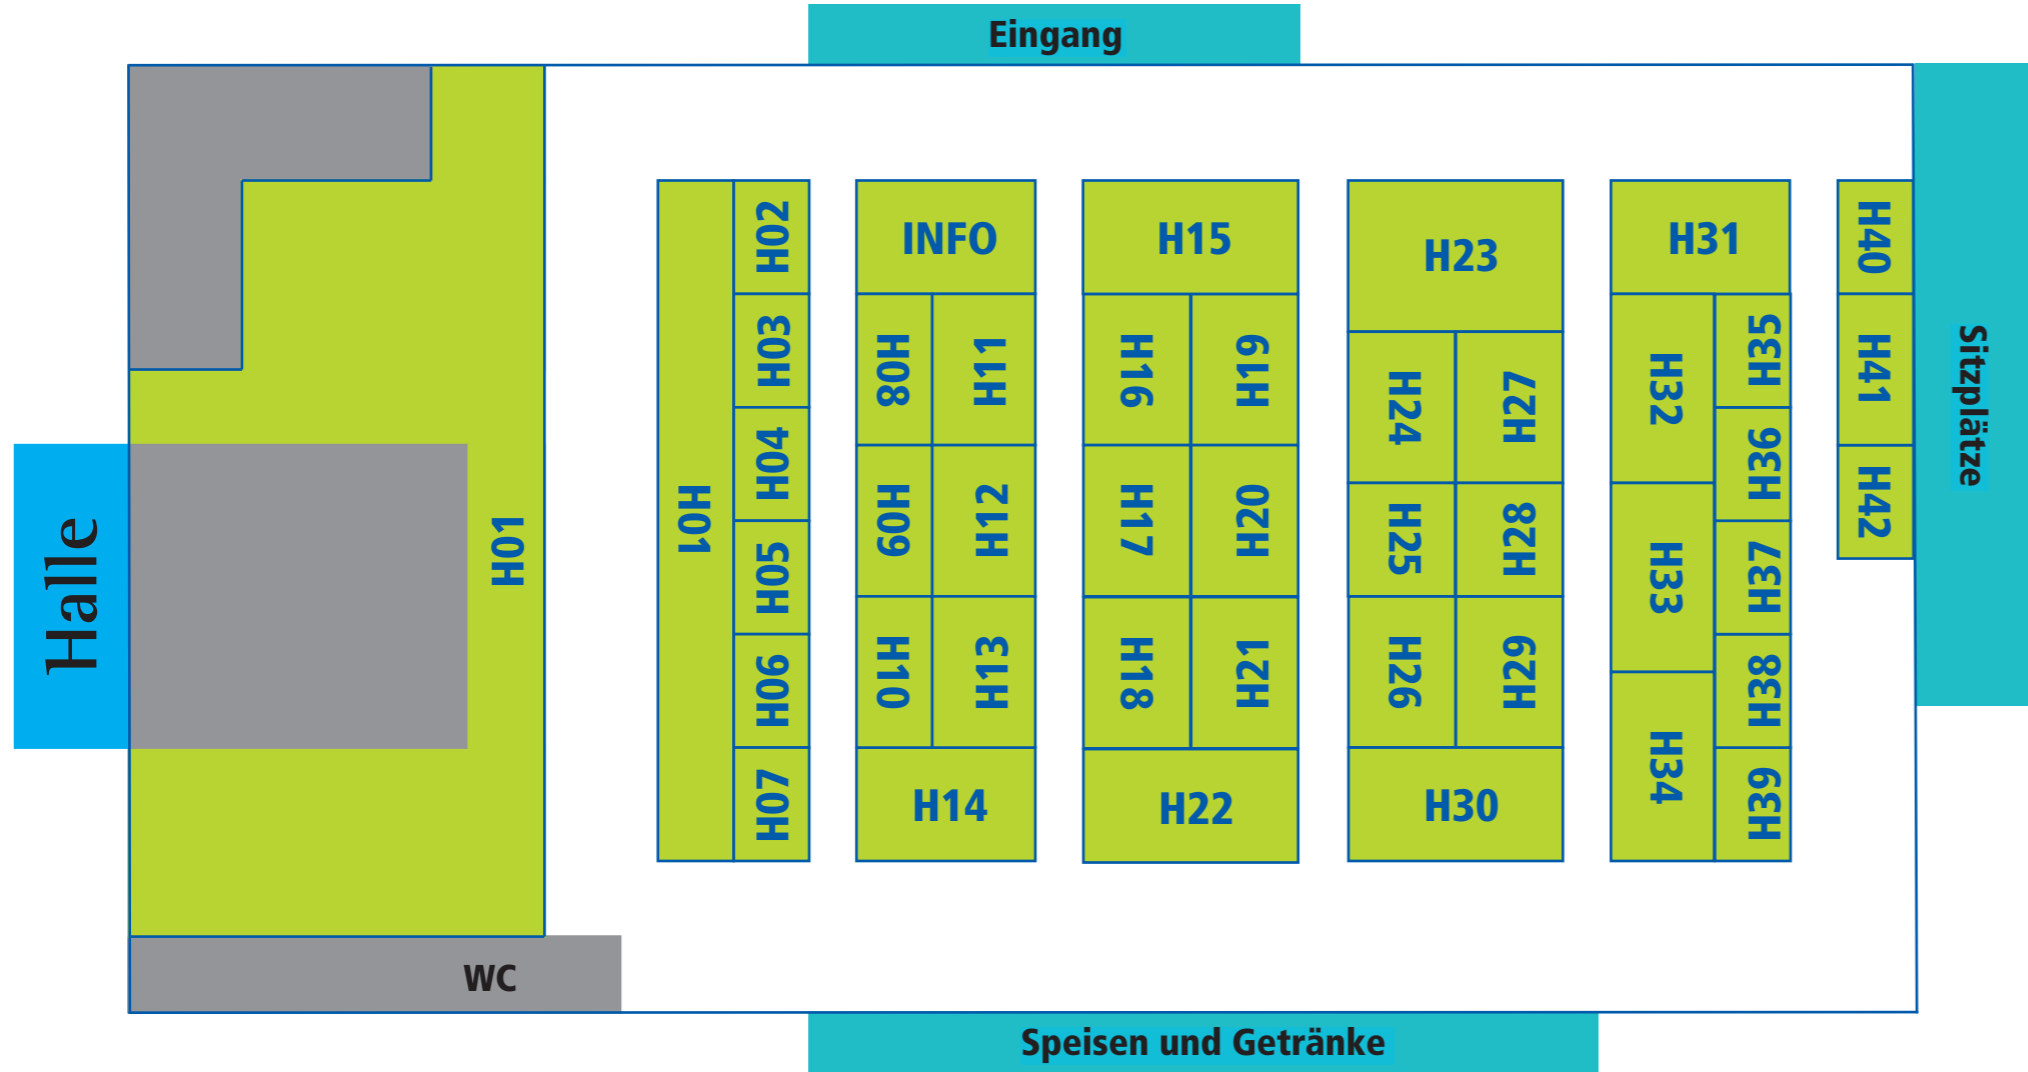 Eingang
Halle
H01
WC
H01
H02
H03
H04
H05
H06
H07
INFO
H08
H09
H10
H11
H12
H13
H14
H15
H16
H17
H18
H19
H20
H21
H22
H23
H24
H25
H26
H27
H28
H29
H30
H31
H32
H33
H34
H35
H36
H37
H38
H39
H40
H41
H42
Sitzplätze
Speisen und Getränke